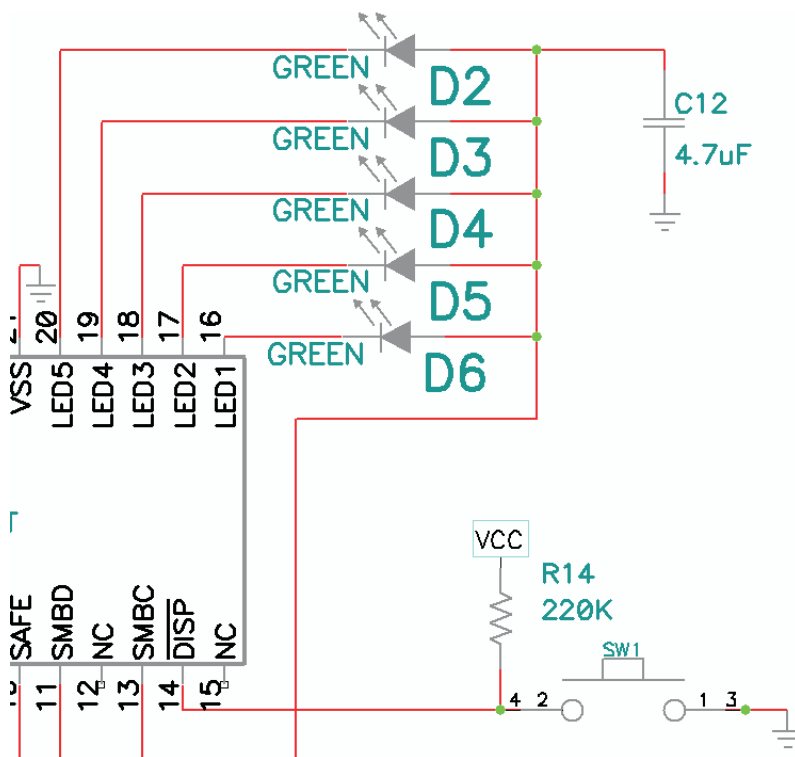 GREEN
D2
C12
4.7uF
GREEN
D3
GREEN
D4
GREEN
D5
GREEN
D6
20
19
18
17
16
VSS
LED5
LED4
LED3
LED2
LED1
VCC
R14
220K
SAFE
SMBD
NC
SMBC
DISP
NC
11
12
13
14
15
SW1
4 2
1 3